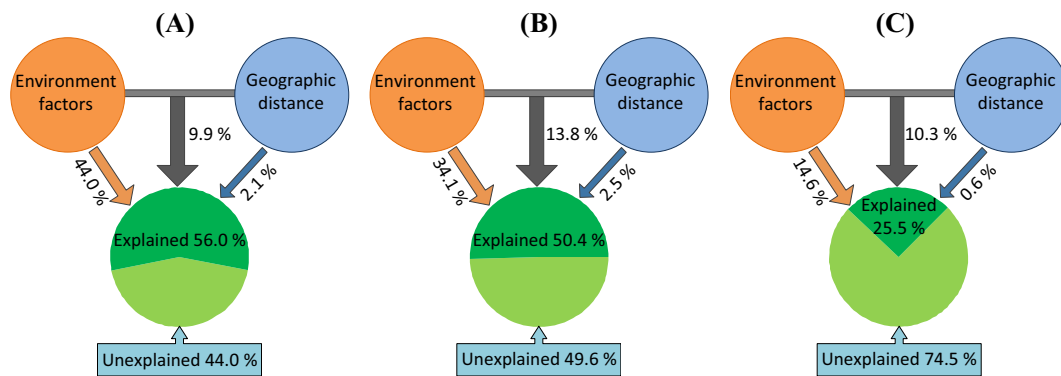 (A)
Environment
factors
Geographic
distance
9.9 %
44.0 %
2.1 %
Explained 56.0 %
Unexplained 44.0 %
(B)
Environment
factors
Geographic
distance
13.8 %
34.1 %
2.5 %
Explained 50.4 %
Unexplained 49.6 %
(C)
Environment
factors
Geographic
distance
10.3 %
14.6 %
0.6 %
Explained
25.5 %
Unexplained 74.5 %